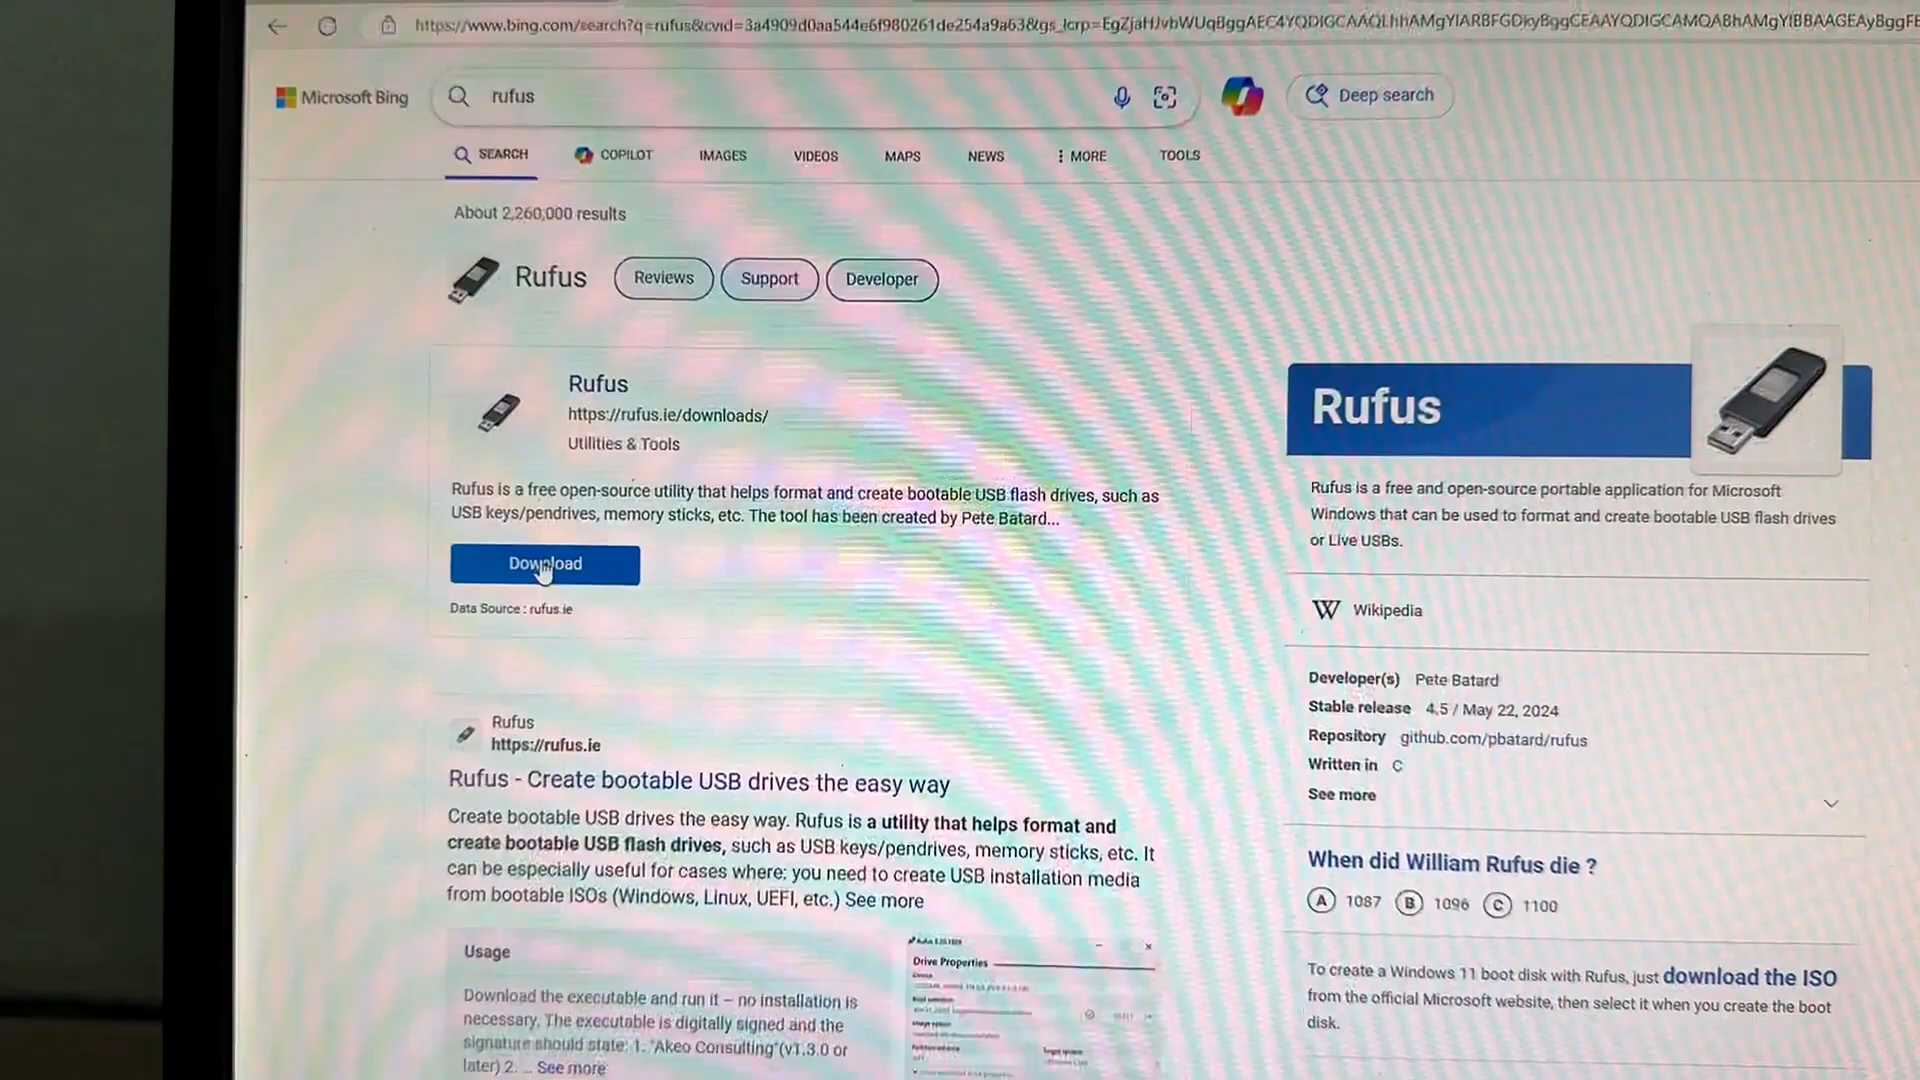 Microsoft Bing
rufus
Deep search
SEARCH
COPILOT
IMAGES
VIDEOS
MAPS
NEWS
MORE
TOOLS
About 2,260,000 results
Rufus
Reviews
Support
Developer
Rufus
https://rufus.ie/downloads/
Utilities & Tools
Rufus is a free open-source utility that helps format and create bootable USB flash drives, such as
USB keys/pendrives, memory sticks, etc. The tool has been created by Pete Batard...
Download
Data Source : rufus.ie
Rufus
https://rufus.ie
Rufus - Create bootable USB drives the easy way
Create bootable USB drives the easy way. Rufus is a utility that helps format and
create bootable USB flash drives, such as USB keys/pendrives, memory sticks, etc. It
can be especially useful for cases where: you need to create USB installation media
from bootable ISOs (Windows, Linux, UEFI, etc.) See more
Usage
Download the executable and run it – no installation is
necessary. The executable is digitally signed and the
signature should state: 1. "Akeo Consulting"(v1.3.0 or
later) 2. ... See more
Drive Properties
Rufus
Rufus is a free and open-source portable application for Microsoft
Windows that can be used to format and create bootable USB flash drives
or Live USBs.
Wikipedia
Developer(s) Pete Batard
Stable release 4.5 / May 22, 2024
Repository github.com/pbatard/rufus
Written in C
See more
When did William Rufus die ?
A 1087 B 1096 C 1100
To create a Windows 11 boot disk with Rufus, just download the ISO
from the official Microsoft website, then select it when you create the boot
disk.